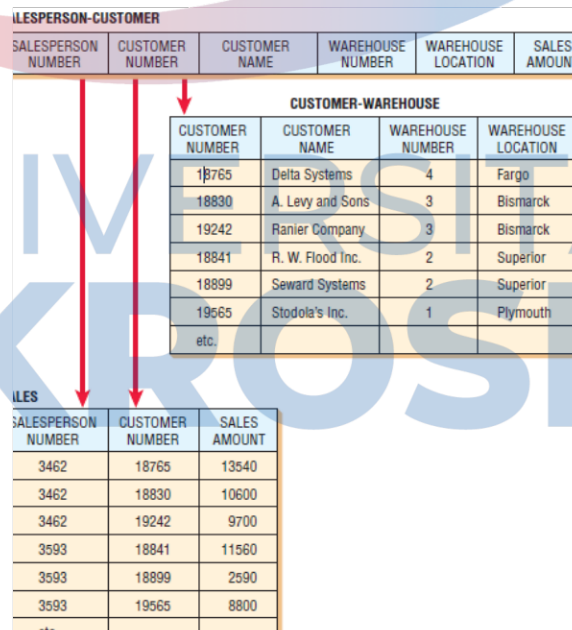 ALESPERSON-CUSTOMER
SALESPERSON NUMBER CUSTOMER NUMBER CUSTOMER NAME WAREHOUSE NUMBER WAREHOUSE LOCATION SALES AMOUN
CUSTOMER-WAREHOUSE
CUSTOMER NUMBER CUSTOMER NAME WAREHOUSE NUMBER WAREHOUSE LOCATION
18765 Delta Systems 4 Fargo
18830 A. Levy and Sons 3 Bismarck
19242 Ranier Company 3 Bismarck
18841 R. W. Flood Inc. 2 Superior
18899 Seward Systems 2 Superior
19565 Stodola's Inc. 1 Plymouth
etc.
IVERSITA
KROS
ALES
SALESPERSON NUMBER CUSTOMER NUMBER SALES AMOUNT
3462 18765 13540
3462 18830 10600
3462 19242 9700
3593 18841 11560
3593 18899 2590
3593 19565 8800